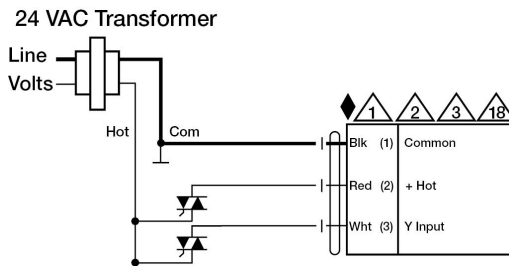 24 VAC Transformer
Line
Volts
Hot
Com
1 2 3 18
Blk (1) Common
Red (2) + Hot
Wht (3) Y Input